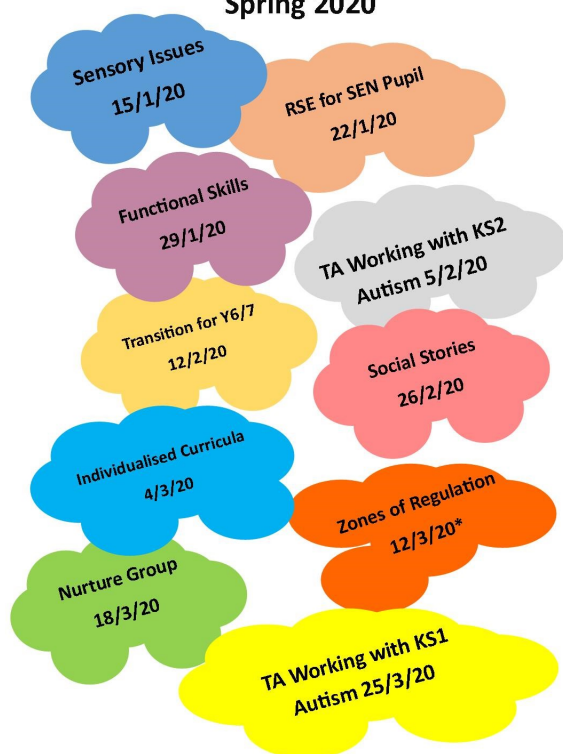 Spring 2020
Sensory Issues
15/1/20
RSE for SEN Pupil
22/1/20
Functional Skills
29/1/20
TA Working with KS2
Autism 5/2/20
Transition for Y6/7
12/2/20
Social Stories
26/2/20
Individualised Curricula
4/3/20
Zones of Regulation
12/3/20*
Nurture Group
18/3/20
TA Working with KS1
Autism 25/3/20